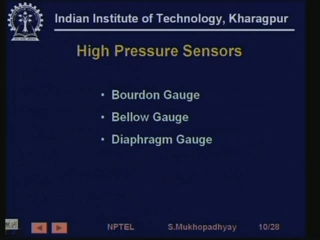 Indian Institute of Technology, Kharagpur
High Pressure Sensors
• Bourdon Gauge
• Bellow Gauge
• Diaphragm Gauge
NPTEL S.Mukhopadhyay 10/28